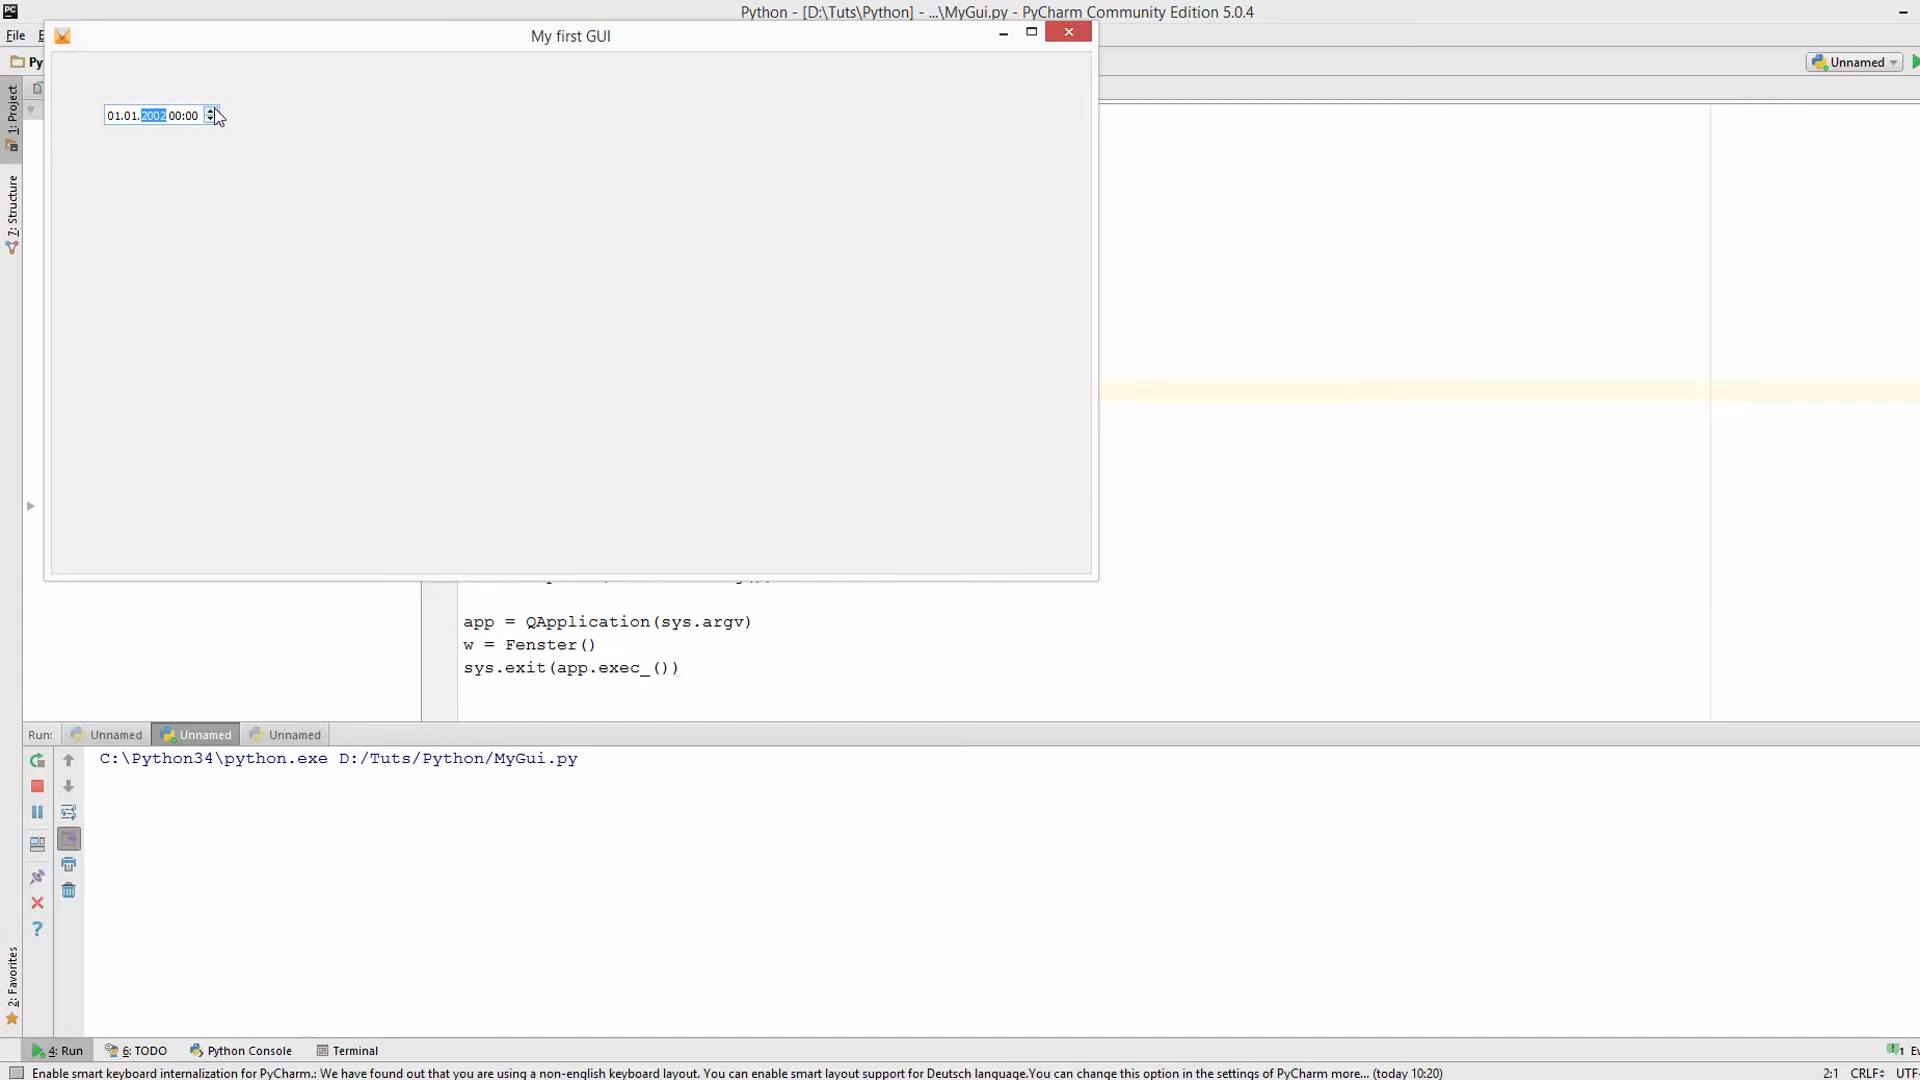 Python - [D:\Tuts\Python] - ...\MyGui.py - PyCharm Community Edition 5.0.4
My first GUI
File
Py
Unnamed
1: Project
01.01.2002 00:00
7: Structure
app = QApplication(sys.argv)
w = Fenster()
sys.exit(app.exec_())
Run: Unnamed Unnamed Unnamed
C:\Python34\python.exe D:/Tuts/Python/MyGui.py
2: Favorites
4: Run 6: TODO Python Console Terminal
Enable smart keyboard internalization for PyCharm.: We have found out that you are using a non-english keyboard layout. You can enable smart layout support for Deutsch language.You can change this option in the settings of PyCharm more... (today 10:20) 2:1 CRLF UTF-